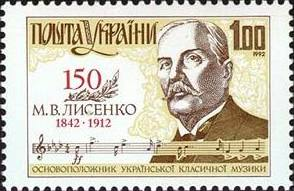 ПОШТА УКРАЇНИ
1.00
1992
150
М.В.ЛИСЕНКО
1842 · 1912
ОСНОВОПОЛОЖНИК УКРАЇНСЬКОЇ КЛАСИЧНОЇ МУЗИКИ